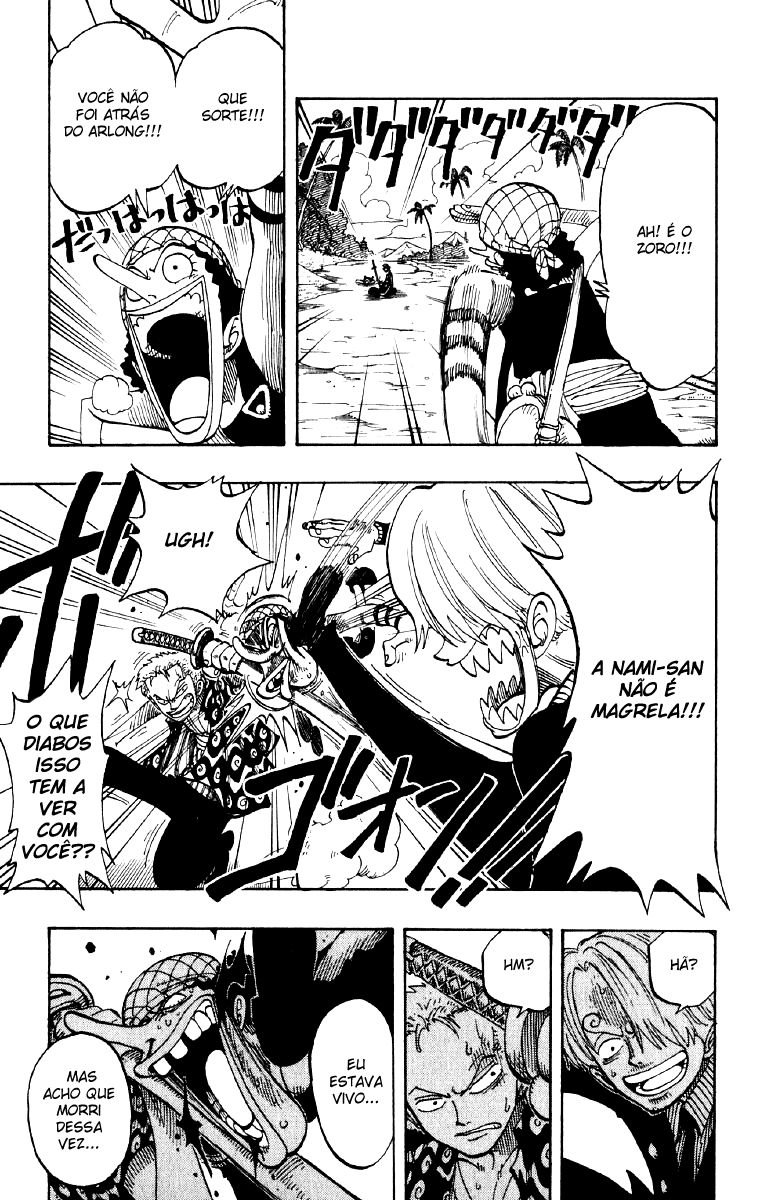 AH! É O
ZORO!!!
ダダダダダダ
QUE
SORTE!!!
VOCÊ NÃO
FOI ATRÁS
DO ARLONG!!!
だっはっはっはっは
A NAMI-SAN
NÃO É
MAGRELA!!!
UGH!
O QUE
DIABOS
ISSO
TEM A
VER
COM
VOCÊ??
ゴオン!!
HÃ?
HM?
EU
ESTAVA
VIVO...
MAS
ACHO QUE
MORRI
DESSA
VEZ...